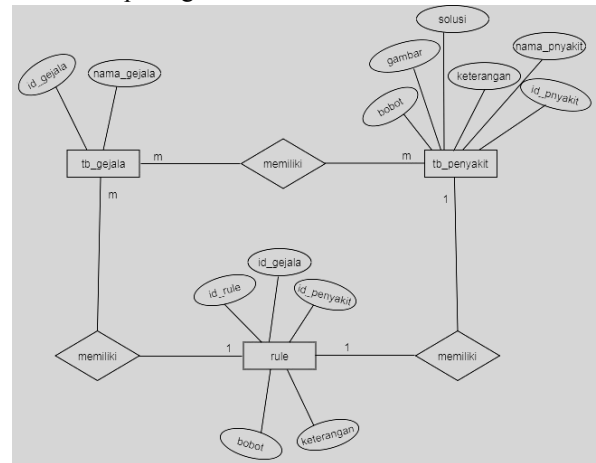 solusi
gambar
nama_pnyakit
id_gejala
nama_gejala
keterangan
id_pnyakit
bobot
tb_gejala
m
memiliki
m
tb_penyakit
m
1
id_gejala
id_rule
id_penyakit
memiliki
1
rule
1
memiliki
bobot
keterangan